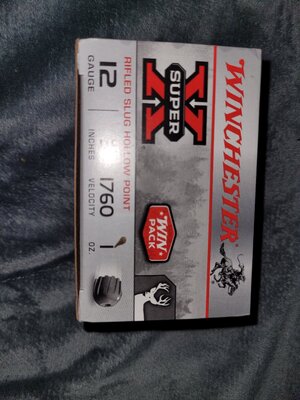 WINCHESTER
SUPER
X
WIN
PACK
RIFLED SLUG HOLLOW POINT
12 1760 1
GAUGE INCHES VELOCITY OZ